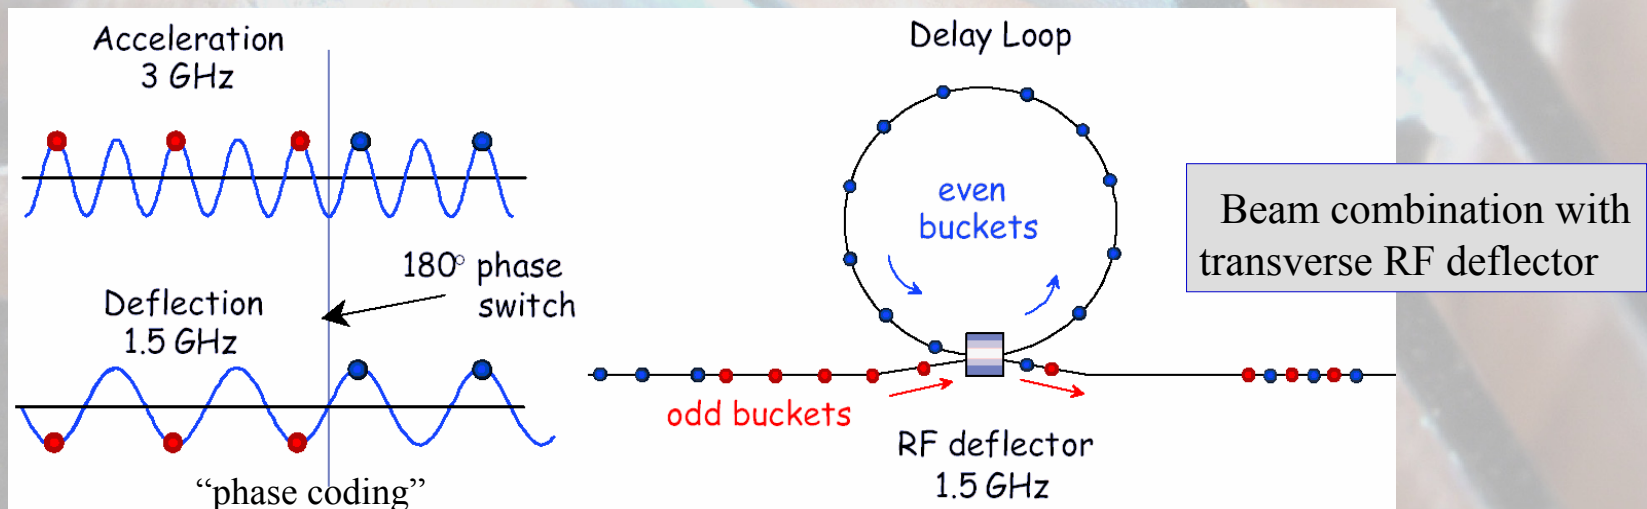 Acceleration
3 GHz
180° phase
switch
Deflection
1.5 GHz
“phase coding”
Delay Loop
even
buckets
odd buckets
RF deflector
1.5 GHz
Beam combination with
transverse RF deflector